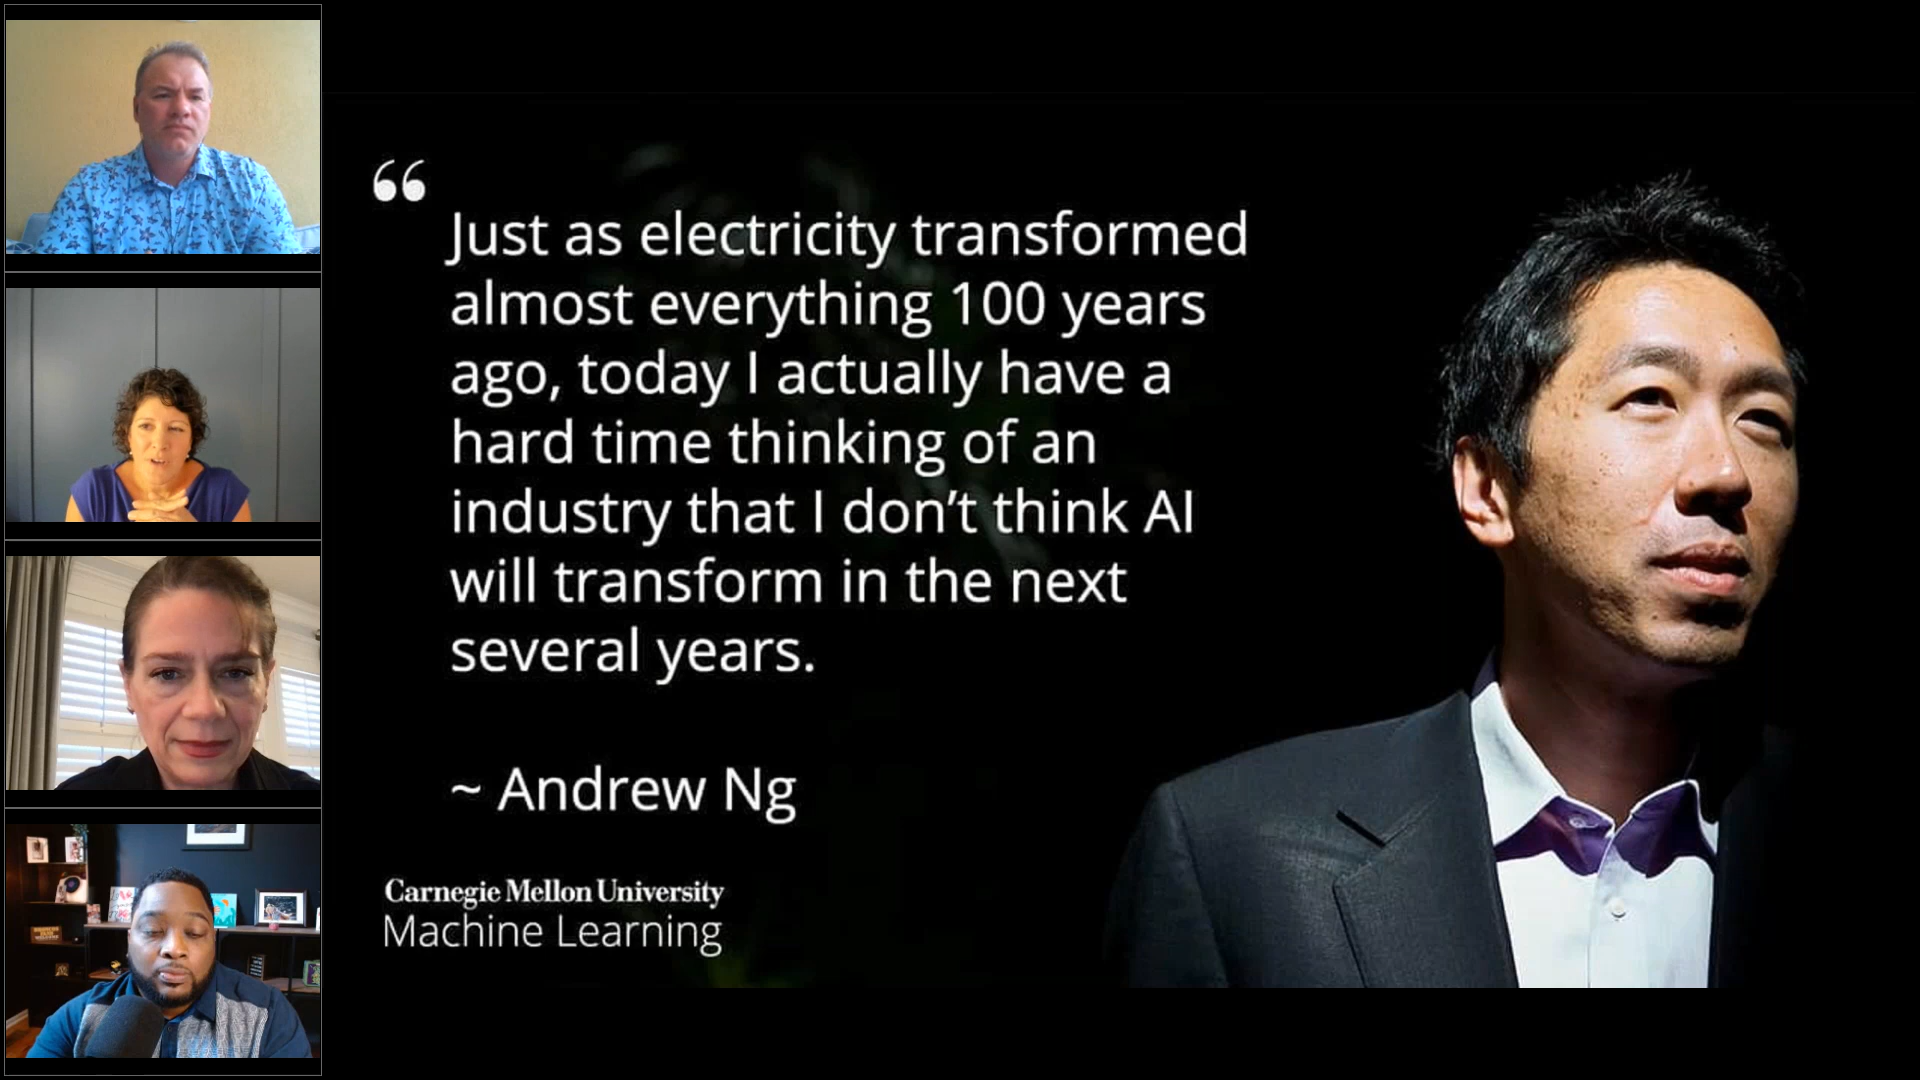 “
Just as electricity transformed
almost everything 100 years
ago, today I actually have a
hard time thinking of an
industry that I don’t think AI
will transform in the next
several years.
~ Andrew Ng
Carnegie Mellon University
Machine Learning